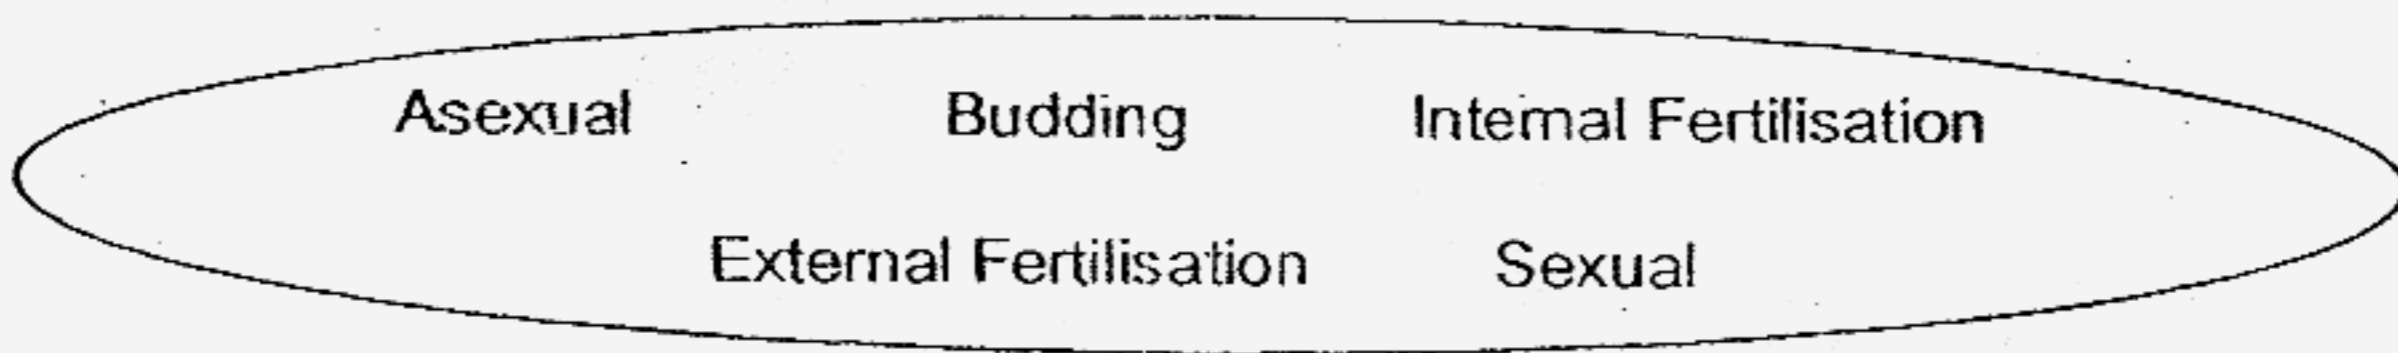 Asexual Budding Internal Fertilisation
External Fertilisation Sexual